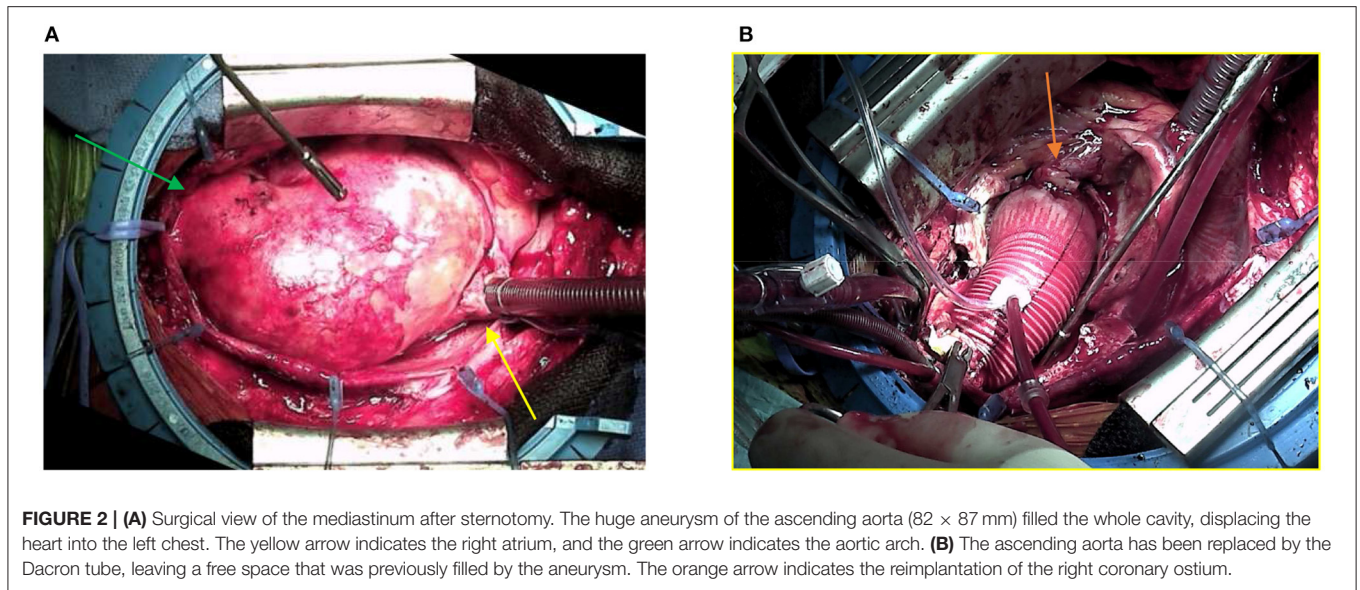 A
B
FIGURE 2 | (A) Surgical view of the mediastinum after sternotomy. The huge aneurysm of the ascending aorta (82 × 87 mm) filled the whole cavity, displacing the
heart into the left chest. The yellow arrow indicates the right atrium, and the green arrow indicates the aortic arch. (B) The ascending aorta has been replaced by the
Dacron tube, leaving a free space that was previously filled by the aneurysm. The orange arrow indicates the reimplantation of the right coronary ostium.